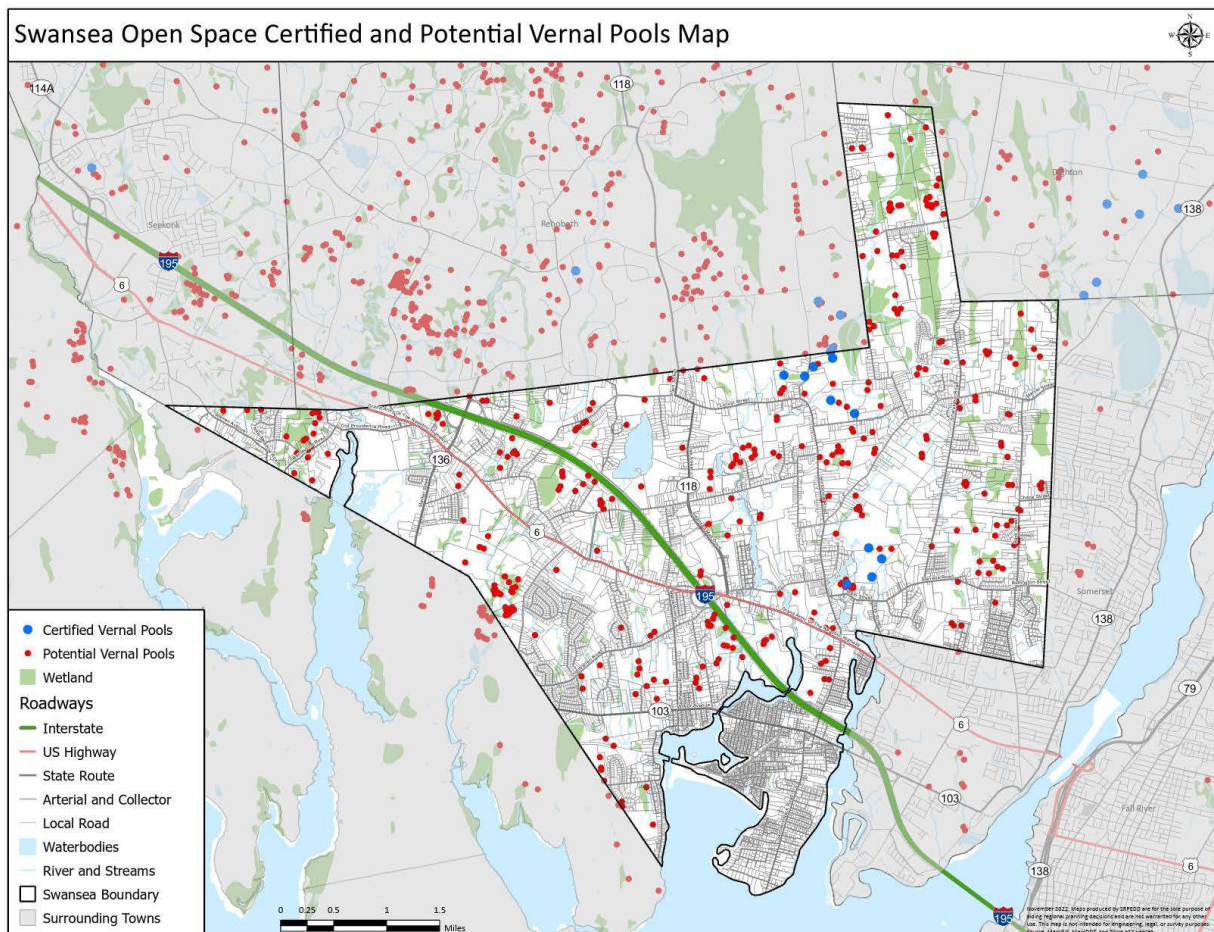 Swansea Open Space Certified and Potential Vernal Pools Map
N
W E
S
114A
118
Dighton
138
Seekonk
Rehoboth
195
6
136
Old Providence Road
118
6
195
Somerset
138
79
103
6
103
Fall River
138
6
195
Certified Vernal Pools
Potential Vernal Pools
Wetland
Roadways
Interstate
US Highway
State Route
Arterial and Collector
Local Road
Waterbodies
River and Streams
Swansea Boundary
Surrounding Towns
0 0.25 0.5 1 1.5
Miles
November 2022. Maps produced by SRPEDD are for the sole purpose of
aiding regional planning decisions and are not warranted for any other
use. This map is not intended for engineering, legal, or survey purposes.